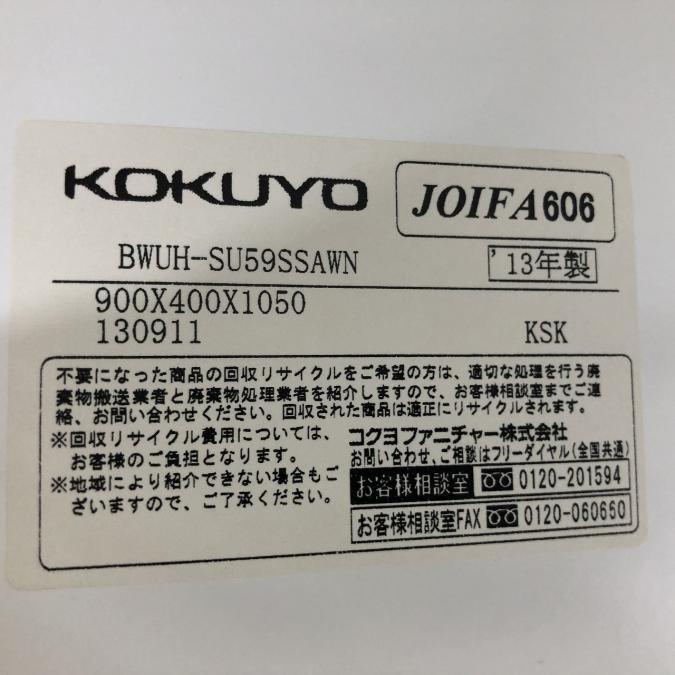 KOKUYO
JOIFA606
BWUH-SU59SSAWN
'13年製
900X400X1050
130911
KSK
不要になった商品の回収リサイクルをご希望の方は、適切な処理を行う廃
棄物搬送業者と廃棄物処理業者を紹介しますので、お客様相談室までご連
絡、お問い合わせください。回収された商品は適正にリサイクルされます。
※回収リサイクル費用については、
お客様のご負担となります。
※地域により紹介できない場合もご
ざいますので、ご了承ください。
コクヨファニチャー株式会社
お問い合わせ、ご相談はフリーダイヤル(全国共通)
お客様相談室 0120-201594
お客様相談室FAX 0120-060660